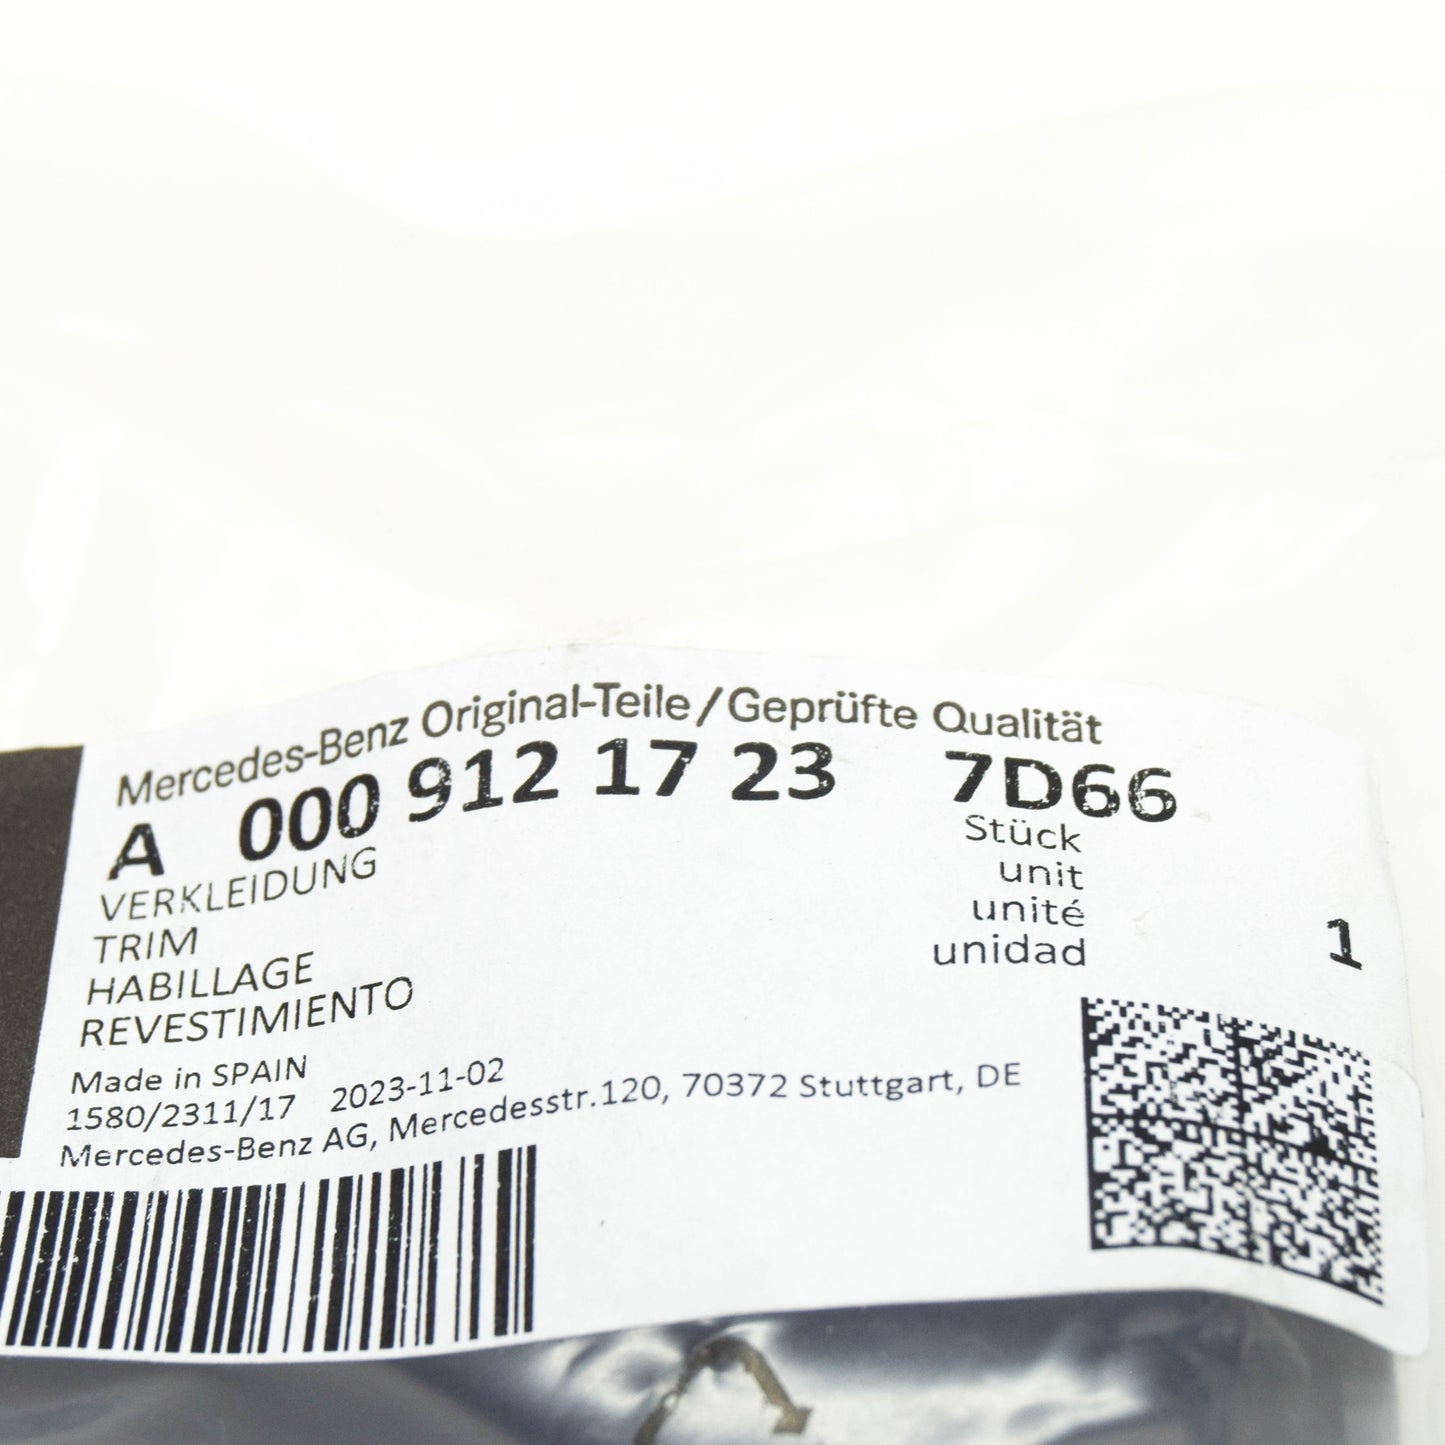 Mercedes-Benz Original-Teile/Geprüfte Qualität
A 000 912 17 23 7D66
VERKLEIDUNG
TRIM
HABILLAGE
REVESTIMIENTO
Stück
unit
unité
unidad
1
Made in SPAIN
1580/2311/17 2023-11-02
Mercedes-Benz AG, Mercedesstr.120, 70372 Stuttgart, DE